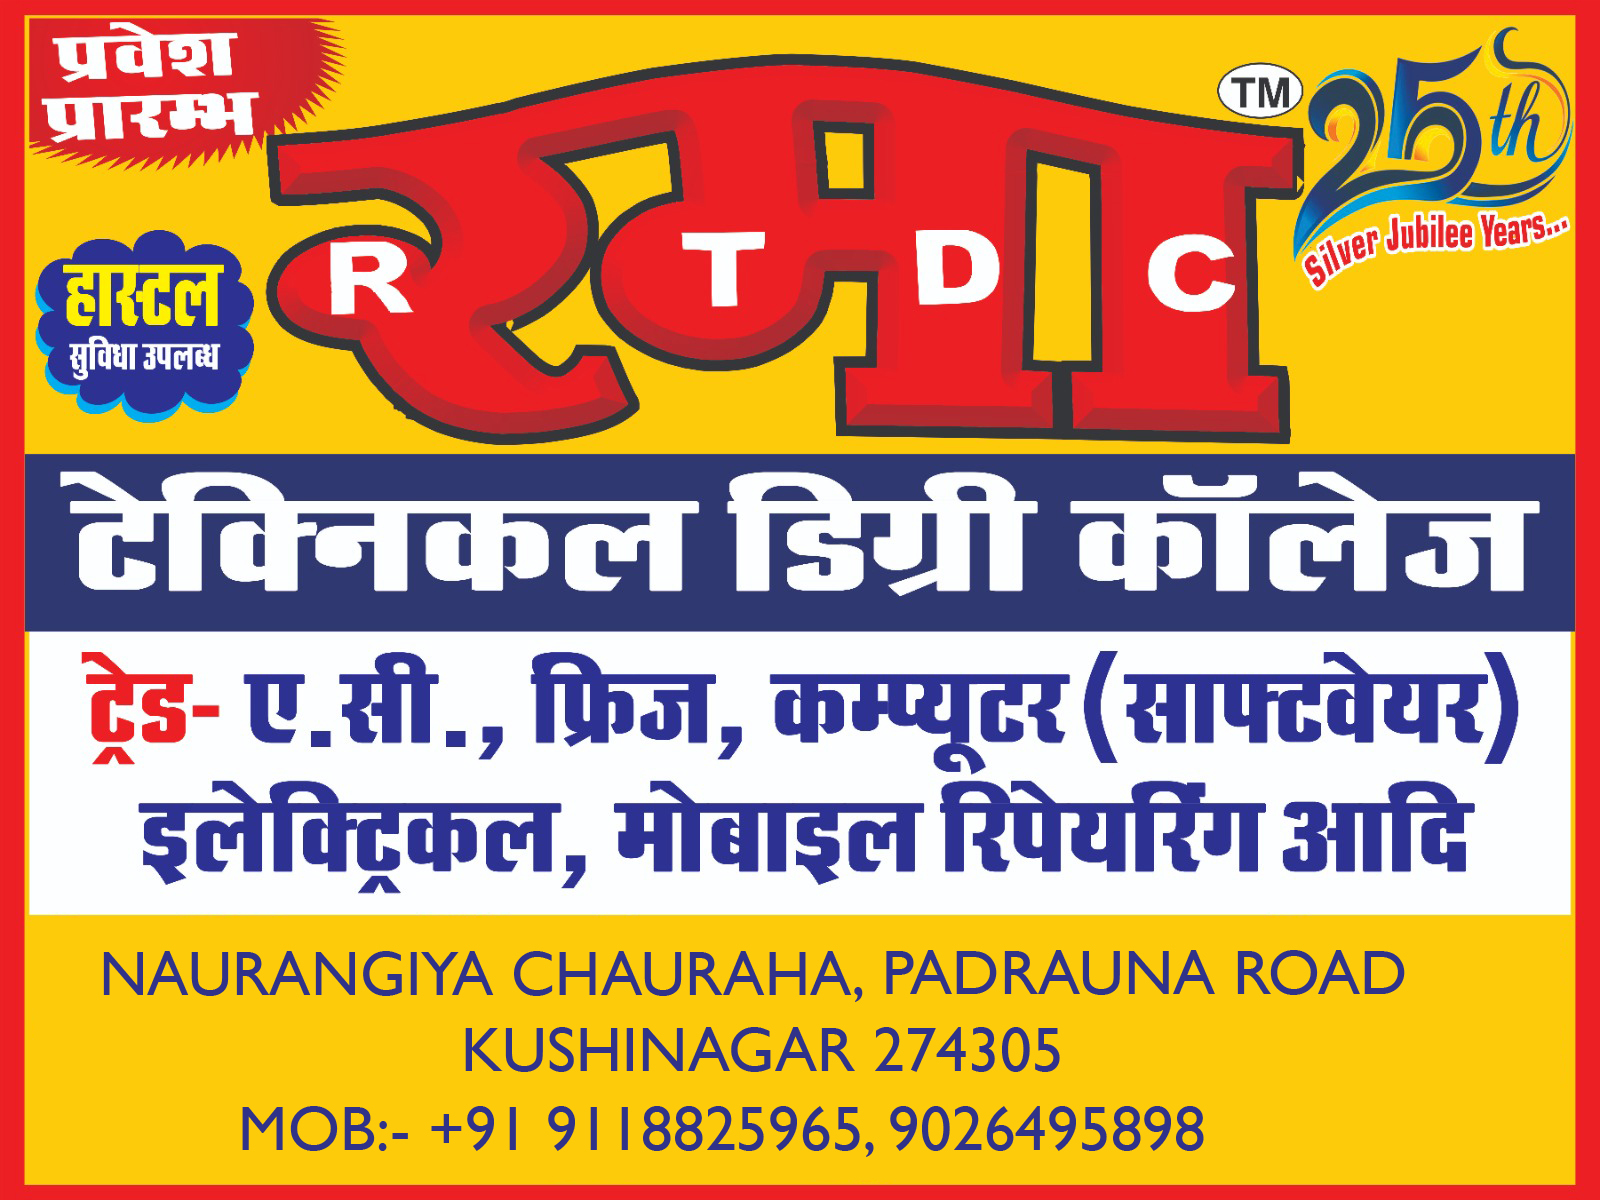 प्रवेश
प्रारम्भ
रमा
TM
25th
Silver Jubilee Years...
R T D C
हास्टल
सुविधा उपलब्ध
टेक्निकल डिग्री कॉलेज
ट्रेड- ए.सी., फ्रिज, कम्प्यूटर (साफ्टवेयर)
इलेक्ट्रिकल, मोबाइल रिपेयरिंग आदि
NAURANGIYA CHAURAHA, PADRAUNA ROAD
KUSHINAGAR 274305
MOB:- +91 9118825965, 9026495898